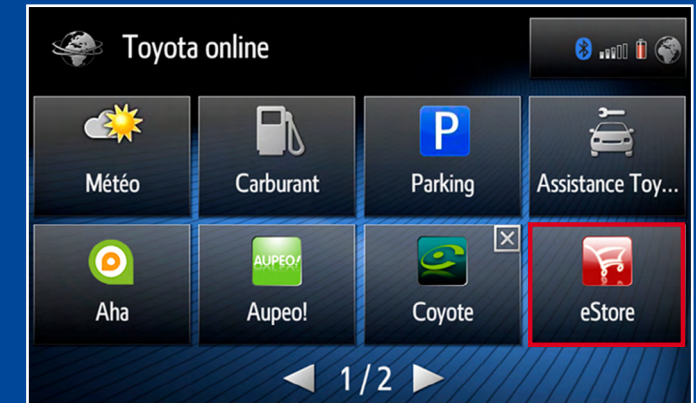 Toyota online
Météo
Carburant
P
Parking
Assistance Toy...
Aha
AUPEO!
Aupeo!
Coyote
eStore
1/2